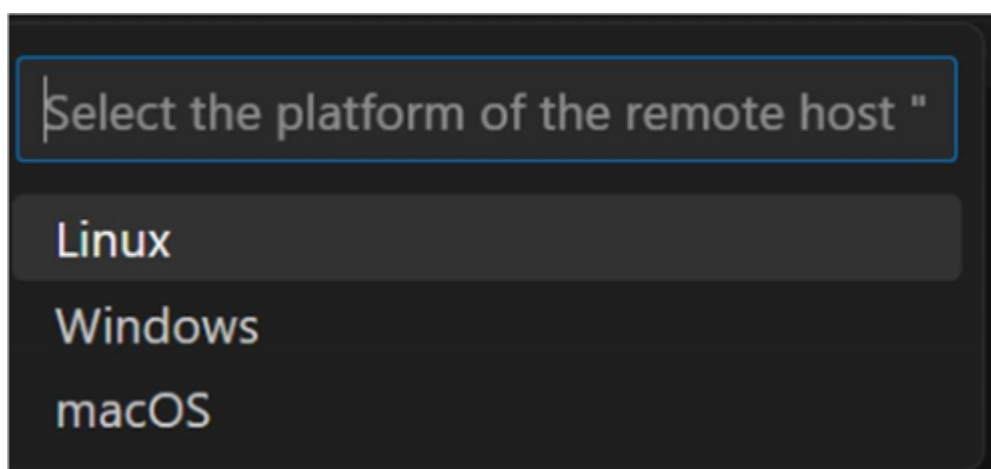 Select the platform of the remote host "
Linux
Windows
macOS